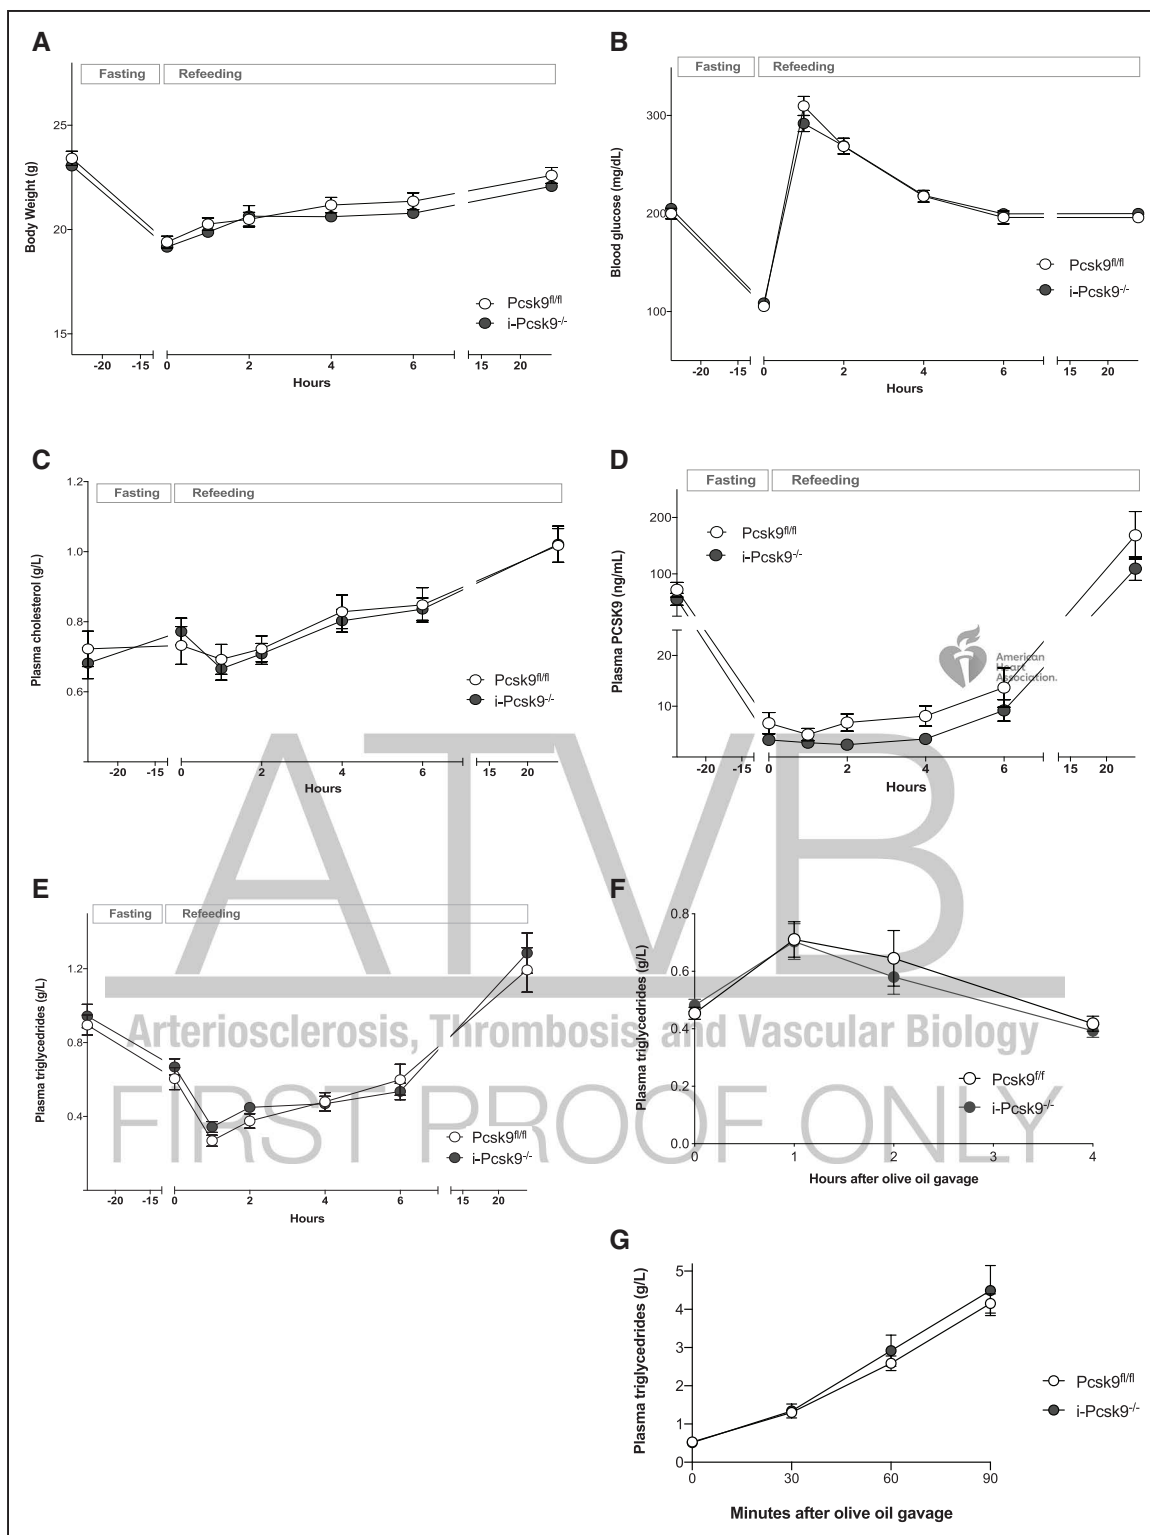 A
Fasting
Refeeding
25
20
15
Body Weight (g)
Pcsk9fl/fl
i-Pcsk9-/-
-20
-15
0
2
4
6
15
20
Hours
B
Fasting
Refeeding
300
200
100
Blood glucose (mg/dL)
Pcsk9fl/fl
i-Pcsk9-/-
-20
-15
0
2
4
6
15
20
Hours
C
Fasting
Refeeding
1.2
1.0
0.8
0.6
Plasma cholesterol (g/L)
Pcsk9fl/fl
i-Pcsk9-/-
-20
-15
0
2
4
6
15
20
Hours
D
Fasting
Refeeding
200
100
20
10
Plasma PCSK9 (ng/mL)
Pcsk9fl/fl
i-Pcsk9-/-
American
Heart
Association.
-20
-15
0
2
4
6
15
20
Hours
ATVB
Arteriosclerosis, Thrombosis, and Vascular Biology
FIRST PROOF ONLY
E
Fasting
Refeeding
1.2
0.8
0.4
Plasma triglycedrides (g/L)
Pcsk9fl/fl
i-Pcsk9-/-
-20
-15
0
2
4
6
15
20
Hours
F
0.8
0.6
0.4
0.2
0.0
Plasma triglycedrides (g/L)
Pcsk9f/f
i-Pcsk9-/-
0
1
2
3
4
Hours after olive oil gavage
G
5
4
3
2
1
0
Plasma triglycedrides (g/L)
Pcsk9fl/fl
i-Pcsk9-/-
0
30
60
90
Minutes after olive oil gavage